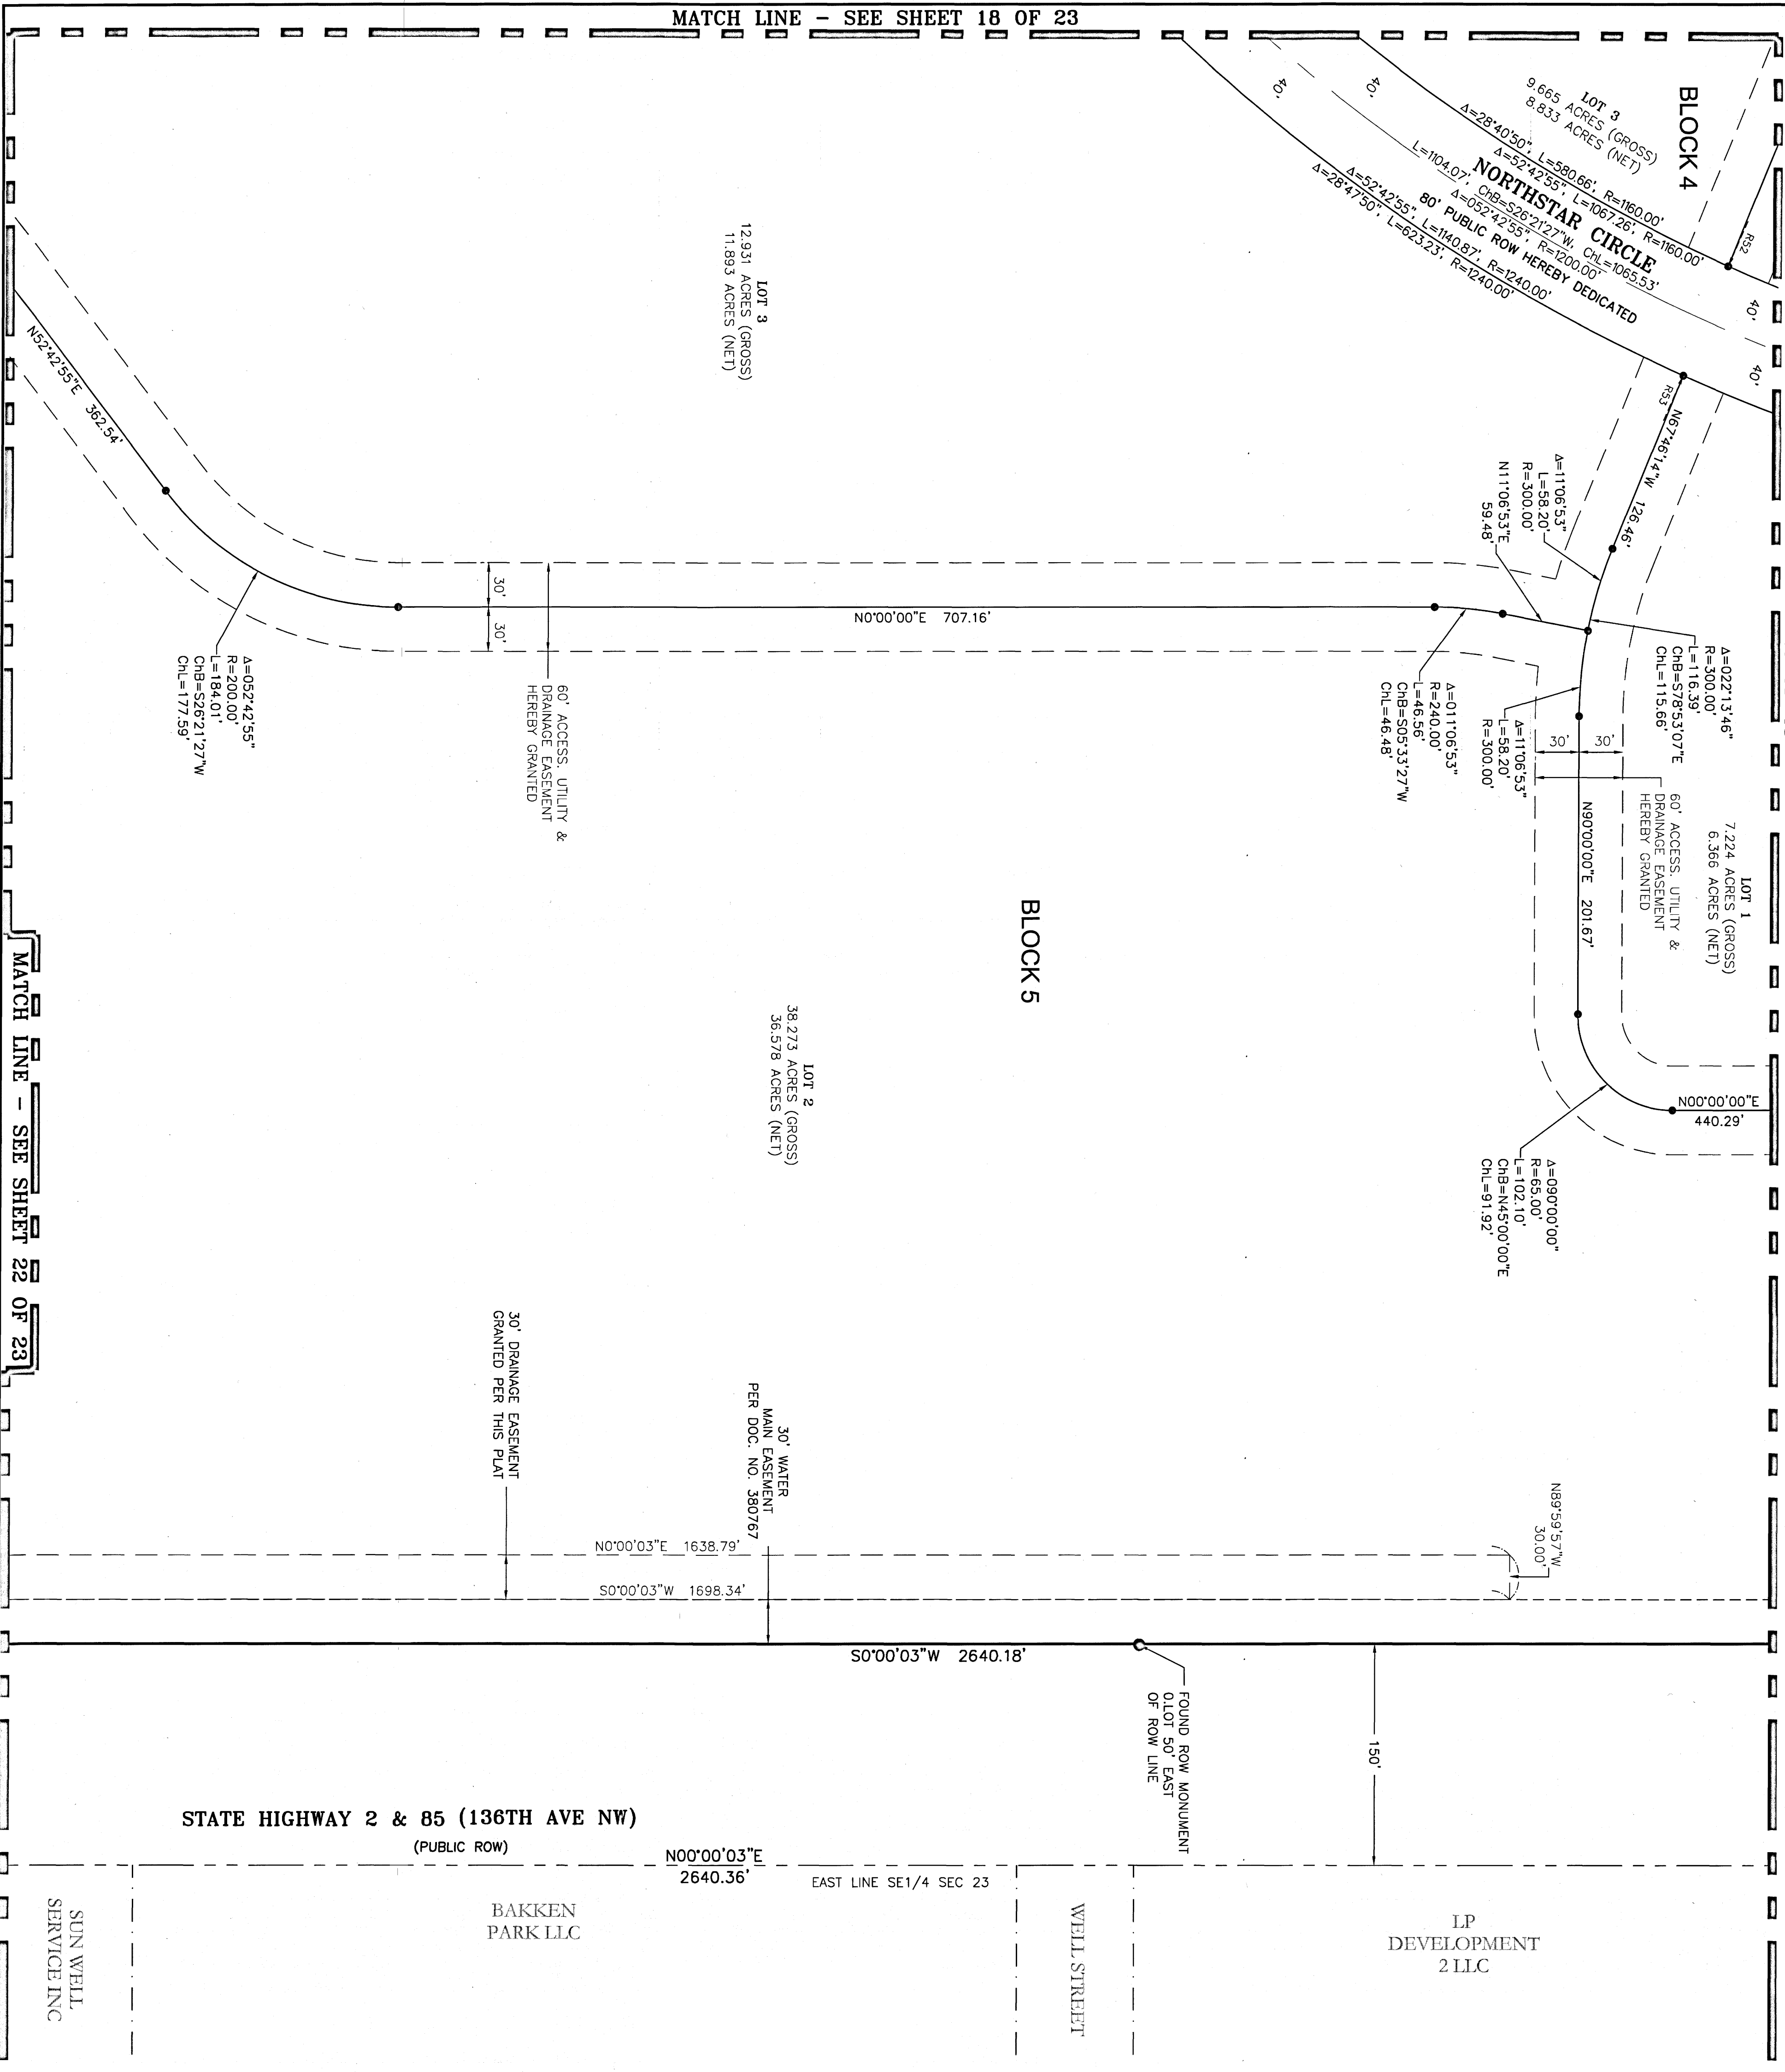 MATCH LINE - SEE SHEET 18 OF 23
BLOCK 4
LOT 3
9.665 ACRES (GROSS)
8.833 ACRES (NET)
Δ=28°40'50", L=580.66', R=1160.00'
Δ=52°42'55", L=1067.26', R=1160.00'
NORTHSTAR CIRCLE
L=1104.07', ChB=S26°21'27"W, ChL=1065.53'
Δ=052°42'55", R=1200.00'
80' PUBLIC ROW HEREBY DEDICATED
Δ=52°42'55", L=1140.87', R=1240.00'
Δ=28°47'50", L=623.23', R=1240.00'
40'
40'
40'
40'
R52
R53
N67°46'14"W 126.46'
Δ=11°06'53"
L=58.20'
R=300.00'
N11°06'53"E
59.48'
Δ=022°13'46"
R=300.00'
L=116.39'
ChB=S78°53'07"E
ChL=115.66'
Δ=11°06'53"
L=58.20'
R=300.00'
Δ=011°06'53"
R=240.00'
L=46.56'
ChB=S05°33'27"W
ChL=46.48'
LOT 1
7.224 ACRES (GROSS)
6.366 ACRES (NET)
60' ACCESS, UTILITY &
DRAINAGE EASEMENT
HEREBY GRANTED
30'
30'
N90°00'00"E 201.67'
N00°00'00"E
440.29'
Δ=090°00'00"
R=65.00'
L=102.10'
ChB=N45°00'00"E
ChL=91.92'
LOT 3
12.931 ACRES (GROSS)
11.893 ACRES (NET)
N52°42'55"E 362.54'
30'
30'
N0°00'00"E 707.16'
60' ACCESS, UTILITY &
DRAINAGE EASEMENT
HEREBY GRANTED
Δ=052°42'55"
R=200.00'
L=184.01'
ChB=S26°21'27"W
ChL=177.59'
BLOCK 5
LOT 2
38.273 ACRES (GROSS)
36.578 ACRES (NET)
MATCH LINE - SEE SHEET 22 OF 23
30' DRAINAGE EASEMENT
GRANTED PER THIS PLAT
30' WATER
MAIN EASEMENT
PER DOC. NO. 380767
N89°59'57"W
30.00'
N0°00'03"E 1638.79'
S0°00'03"W 1698.34'
S0°00'03"W 2640.18'
FOUND ROW MONUMENT
0.LOT 50' EAST
OF ROW LINE
150'
STATE HIGHWAY 2 & 85 (136TH AVE NW)
(PUBLIC ROW)
N00°00'03"E
2640.36'
EAST LINE SE1/4 SEC 23
SUN WELL
SERVICE INC
BAKKEN
PARK LLC
WELL STREET
LP
DEVELOPMENT
2 LLC